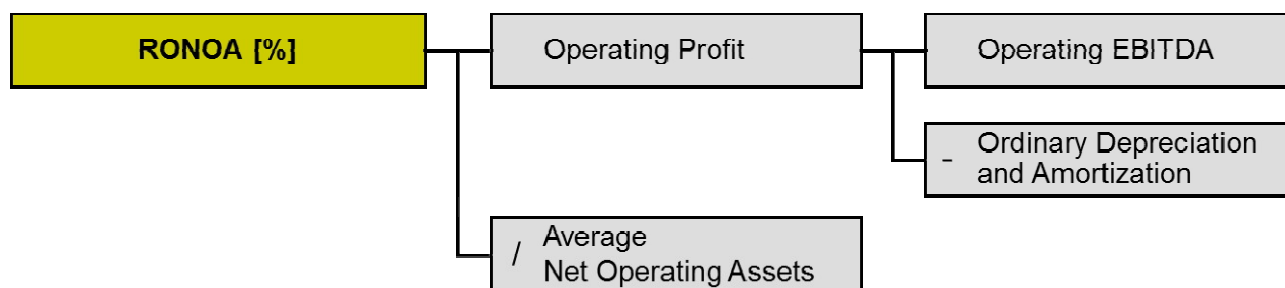 RONOA [%]
Operating Profit
Operating EBITDA
- Ordinary Depreciation
and Amortization
/ Average
Net Operating Assets